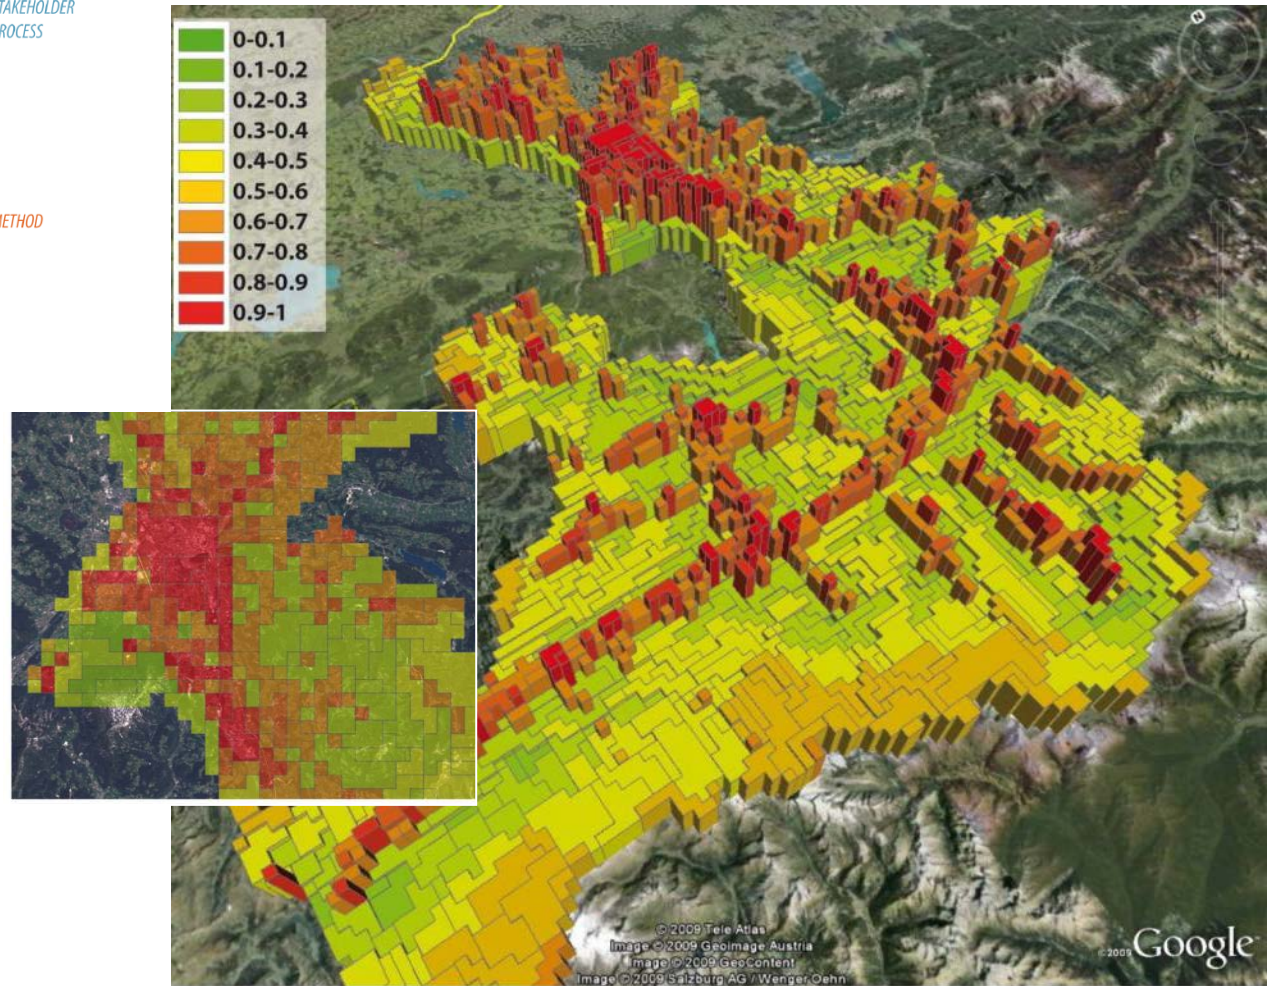 TAKEHOLDER
ROCESS
METHOD
0-0.1
0.1-0.2
0.2-0.3
0.3-0.4
0.4-0.5
0.5-0.6
0.6-0.7
0.7-0.8
0.8-0.9
0.9-1
N
© 2009 Tele Atlas
Image © 2009 GeoImage Austria
Image © 2009 GeoContent
Image © 2009 Salzburg AG / Wenger Oehn
©2009 Google